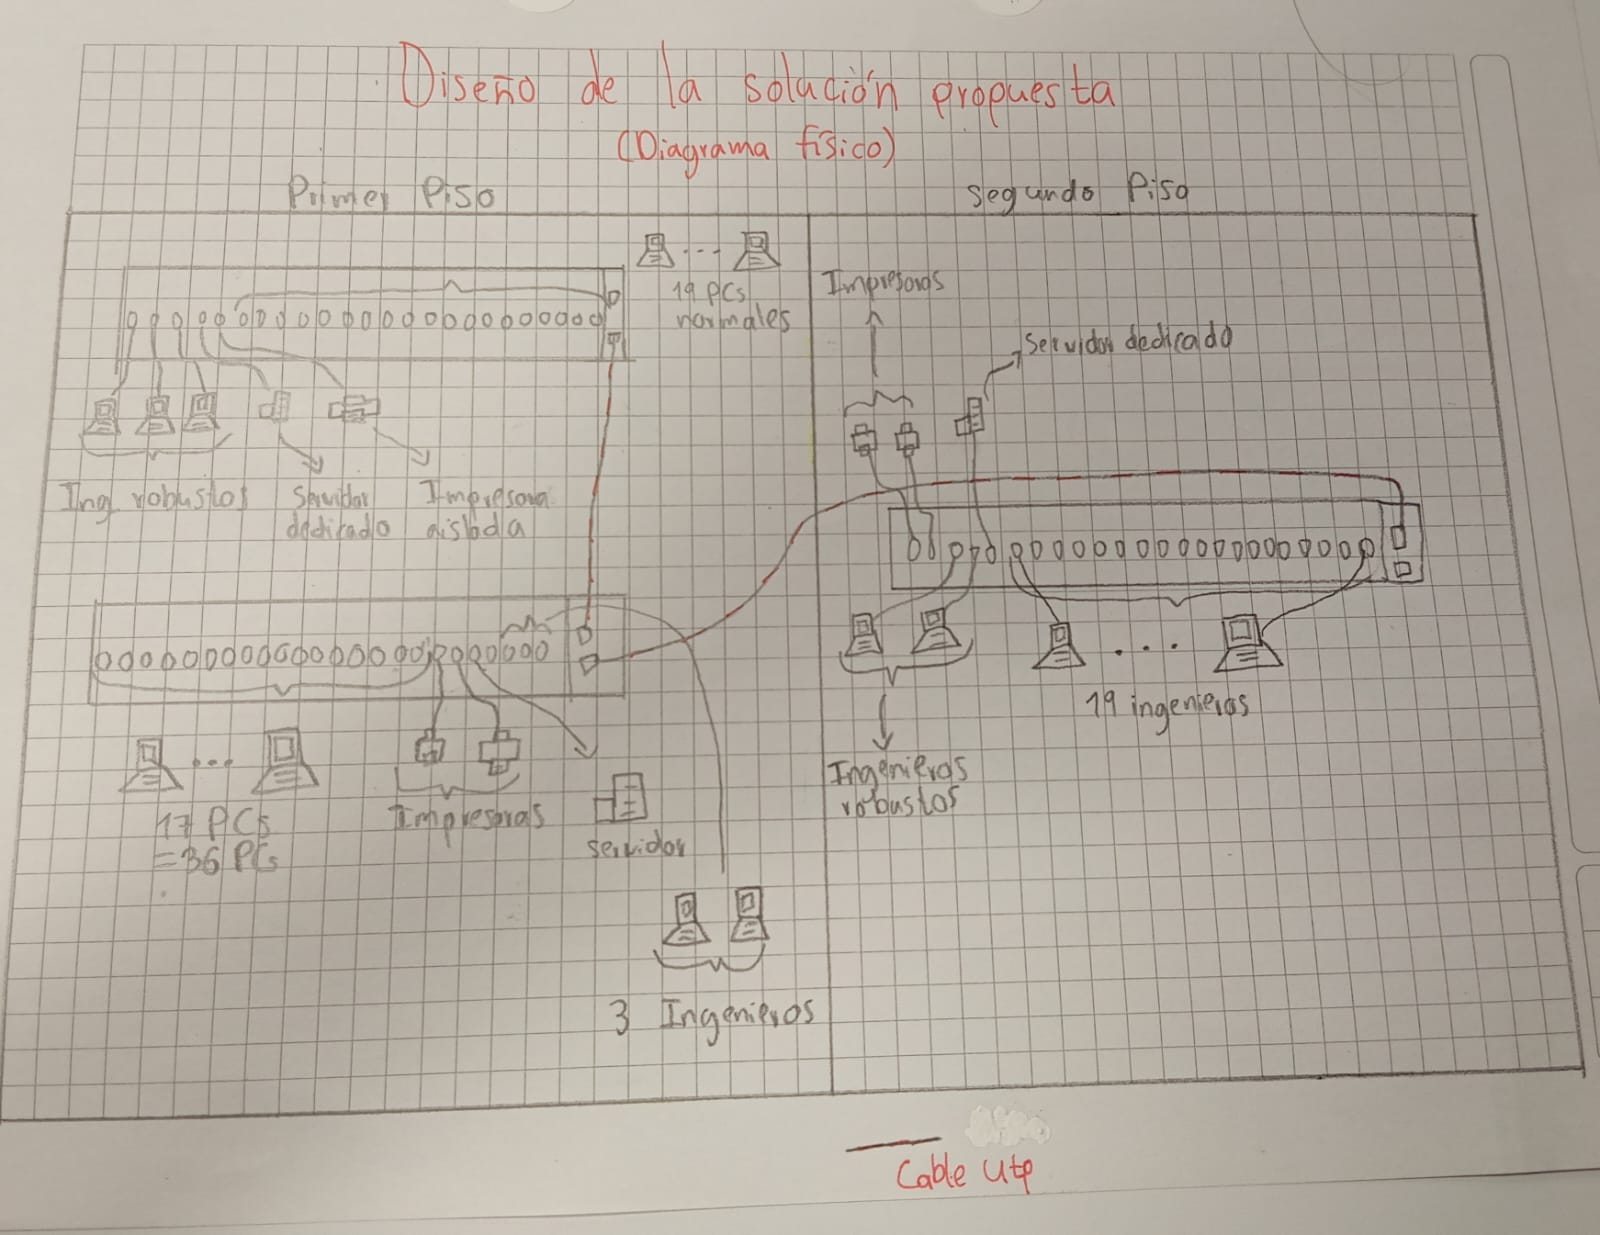 Diseño de la solución propuesta
(Diagrama físico)
Primer Piso
Segundo Piso
19 PCs
normales
Ing. robustos
Servidor
dedicado
Impresora
aislada
17 PCs
=36 PCs
Impresoras
Servidor
3 Ingenieros
Impresoras
Servidor dedicado
Ingenieros
robustos
19 ingenieros
Cable utp